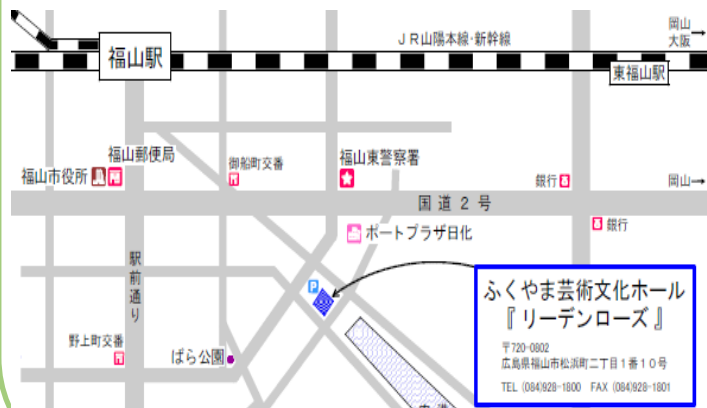 岡山
大阪
JR山陽本線・新幹線
福山駅
東福山駅
福山郵便局
御船町交番
福山東警察署
福山市役所
銀行
岡山
国道2号
銀行
ポートプラザ日化
駅前通り
P
ふくやま芸術文化ホール
『リーデンローズ』
〒720-0802
広島県福山市松浜町二丁目1番10号
TEL (084)928-1800 FAX (084)928-1801
野上町交番
ばら公園